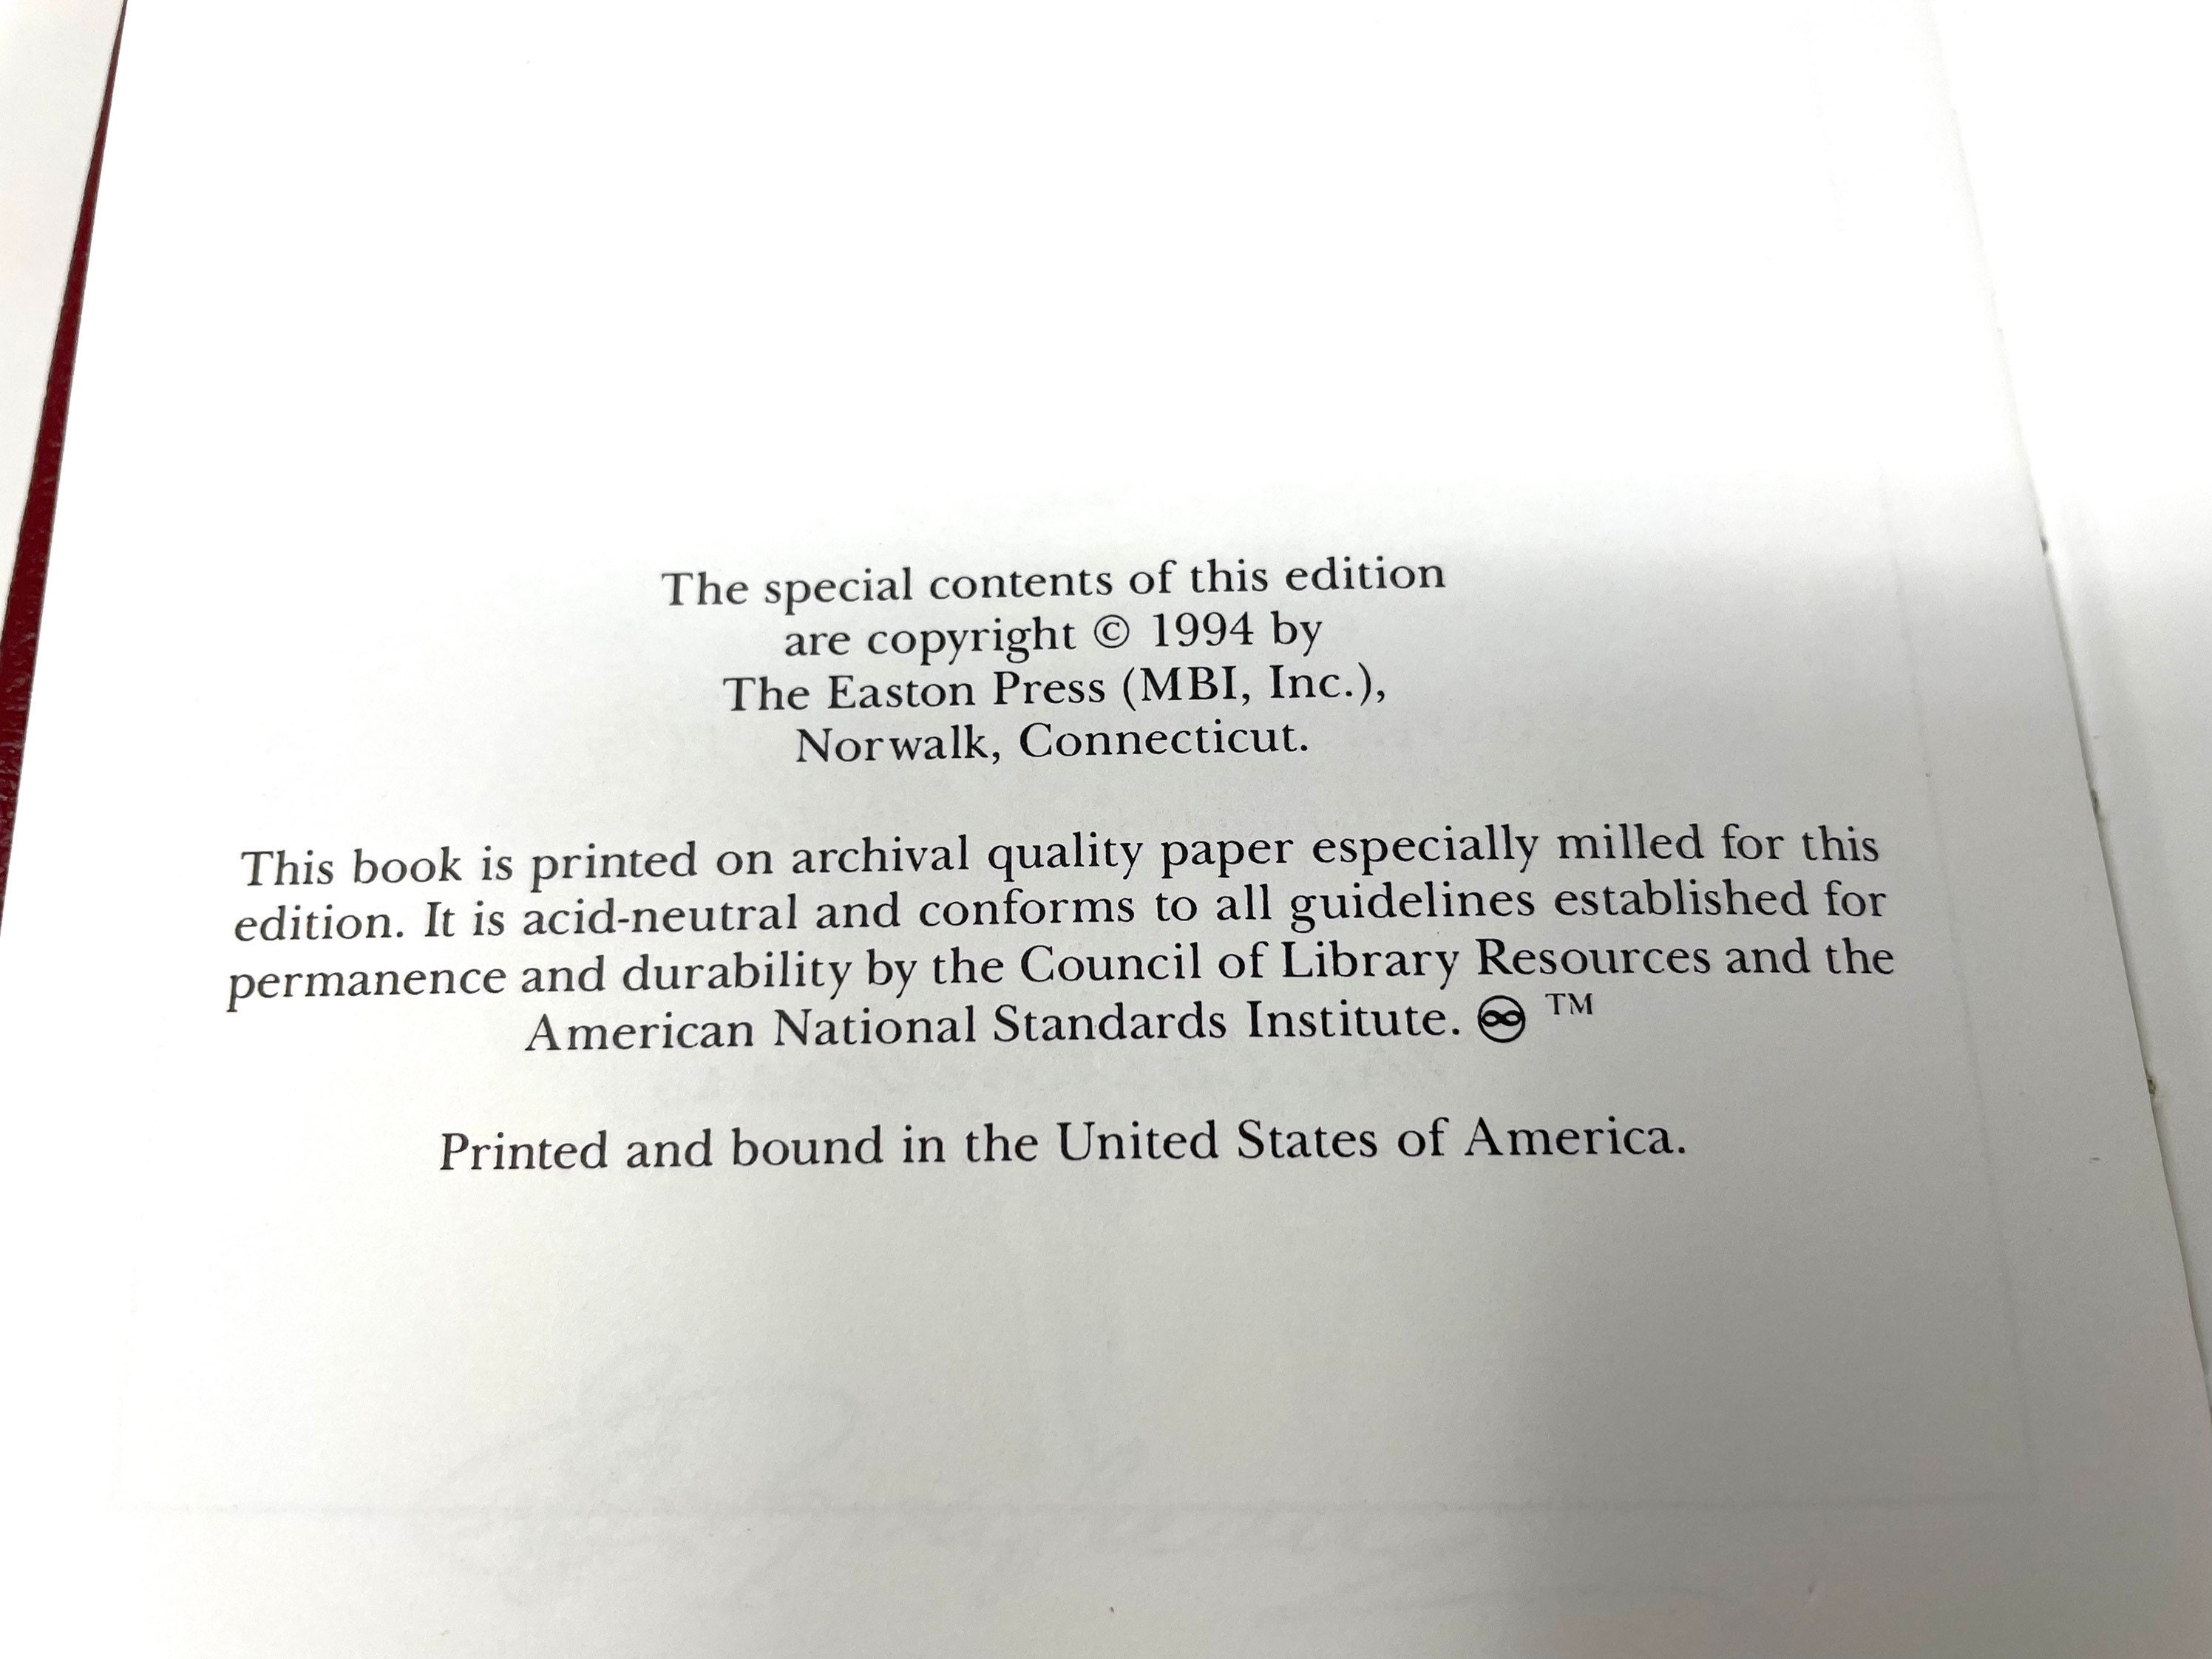 The special contents of this edition
are copyright © 1994 by
The Easton Press (MBI, Inc.),
Norwalk, Connecticut.
This book is printed on archival quality paper especially milled for this
edition. It is acid-neutral and conforms to all guidelines established for
permanence and durability by the Council of Library Resources and the
American National Standards Institute. ♾ ™
Printed and bound in the United States of America.